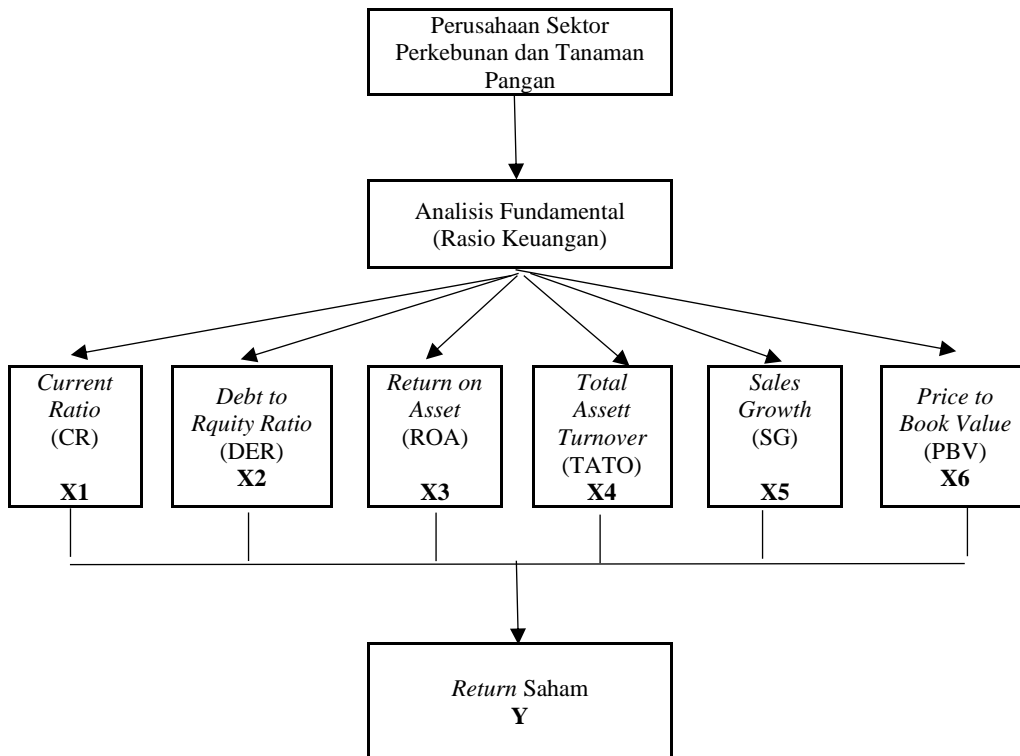 Perusahaan Sektor
Perkebunan dan Tanaman
Pangan
Analisis Fundamental
(Rasio Keuangan)
Current
Ratio
(CR)
X1
Debt to
Rquity Ratio
(DER)
X2
Return on
Asset
(ROA)
X3
Total
Assett
Turnover
(TATO)
X4
Sales
Growth
(SG)
X5
Price to
Book Value
(PBV)
X6
Return Saham
Y